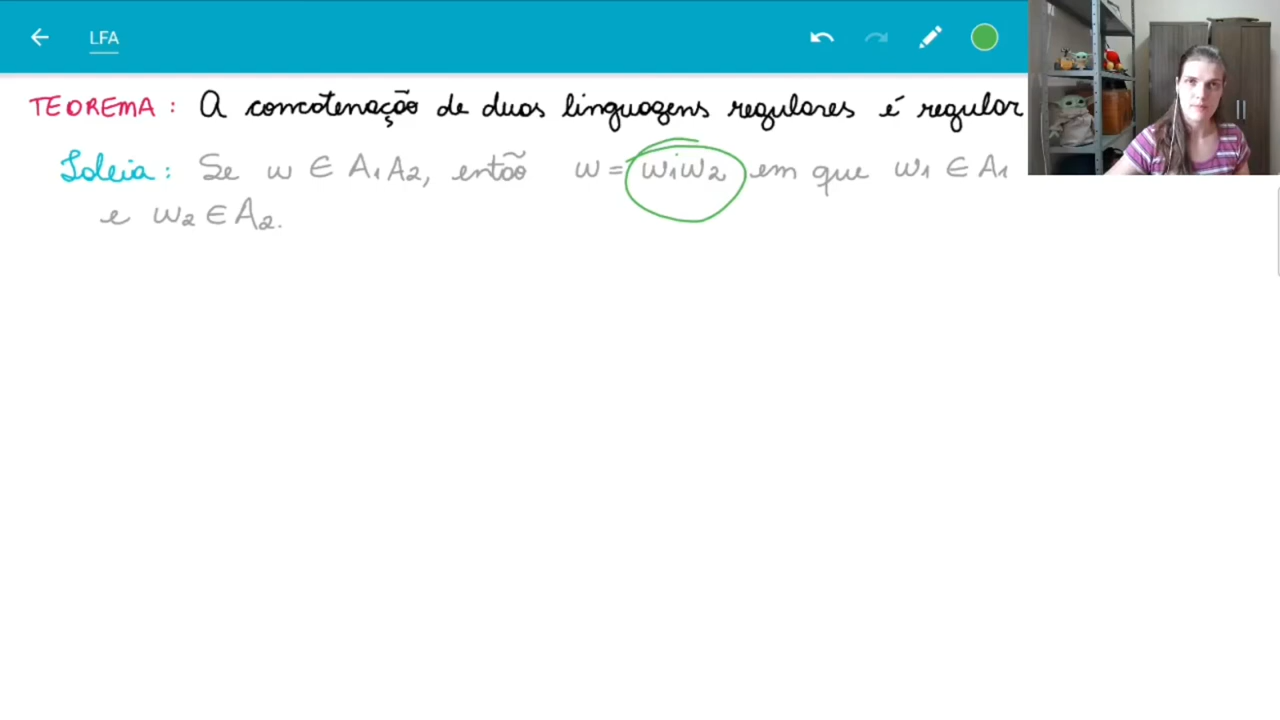 LFA
TEOREMA : A concatenação de duas linguagens regulares é regular
Ideia : Se w ∈ A₁A₂, então w = w₁w₂ em que w₁ ∈ A₁
e w₂ ∈ A₂.